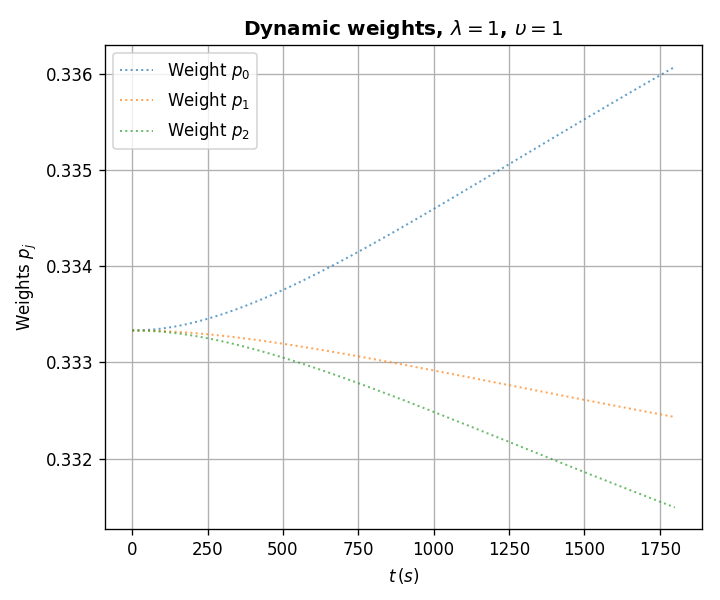 Dynamic weights, λ = 1, υ = 1
Weight p₀
Weight p₁
Weight p₂
Weights pⱼ
0.336
0.335
0.334
0.333
0.332
0
250
500
750
1000
1250
1500
1750
t (s)